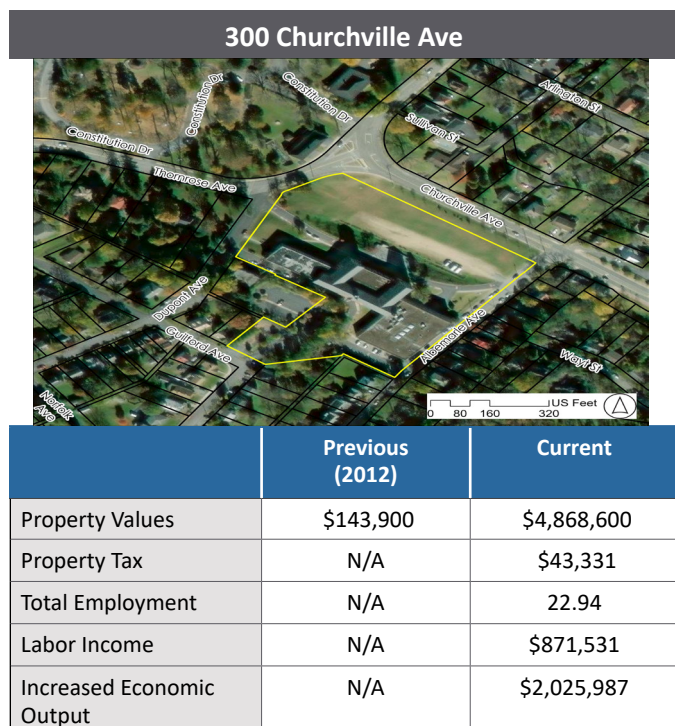 300 Churchville Ave
Constitution Dr
Constitution Dr
Arlington St
Sullivan St
Constitution Dr
Thornrose Ave
Churchville Ave
Dupont Ave
Guilford Ave
Albemarle Ave
Wayt St
Norfolk
Ave
US Feet
0 80 160 320
A
Previous
(2012)
Current
Property Values $143,900 $4,868,600
Property Tax N/A $43,331
Total Employment N/A 22.94
Labor Income N/A $871,531
Increased Economic
Output
N/A $2,025,987